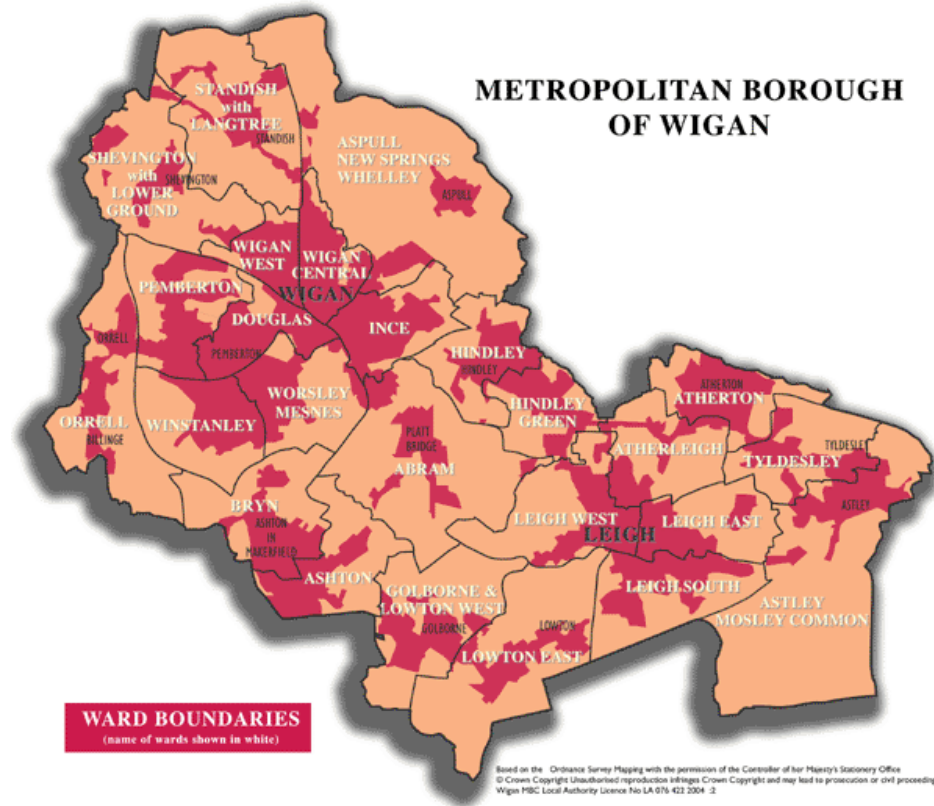 METROPOLITAN BOROUGH
OF WIGAN
STANDISH
with
LANGTREE
STANDISH
ASPULL
NEW SPRINGS
WHELLEY
ASPULL
SHEVINGTON
with
LOWER
GROUND
SHEVINGTON
WIGAN
WEST
WIGAN
CENTRAL
WIGAN
PEMBERTON
DOUGLAS
INCE
PEMBERTON
ORRELL
HINDLEY
HINDLEY
ATHERTON
ATHERTON
ORRELL
BILLINGE
WINSTANLEY
WORSLEY
MESNES
HINDLEY
GREEN
PLATT
BRIDGE
ABRAM
ATHERLEIGH
TYLDESLEY
TYLDESLEY
ASTLEY
BRYN
ASHTON
IN
MAKERFIELD
LEIGH WEST
LEIGH EAST
LEIGH
ASHTON
GOLBORNE &
LOWTON WEST
GOLBORNE
LEIGH SOUTH
ASTLEY
MOSLEY COMMON
LOWTON
LOWTON EAST
WARD BOUNDARIES
(name of wards shown in white)
Based on the Ordnance Survey Mapping with the permission of the Controller of her Majesty's Stationery Office
© Crown Copyright Unauthorised reproduction infringes Crown Copyright and may lead to prosecution or civil proceeding
Wigan MBC Local Authority Licence No LA 076 422 2004 :2